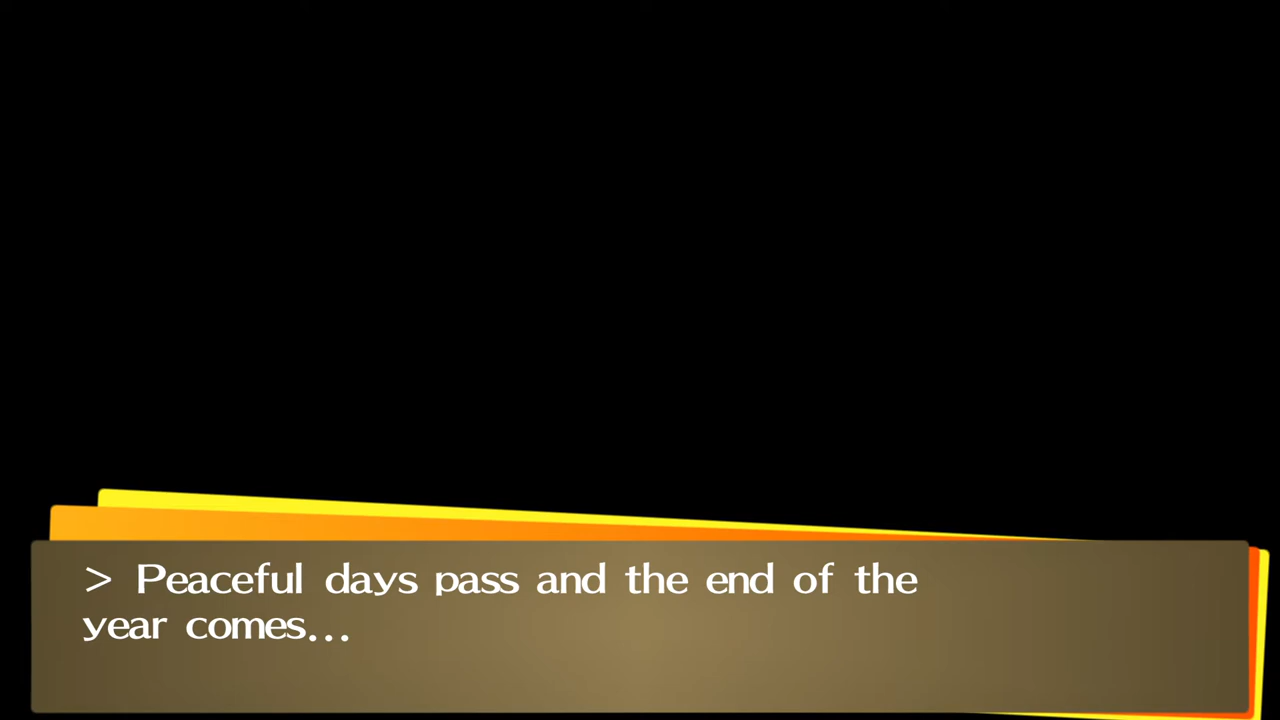 > Peaceful days pass and the end of the
year comes...